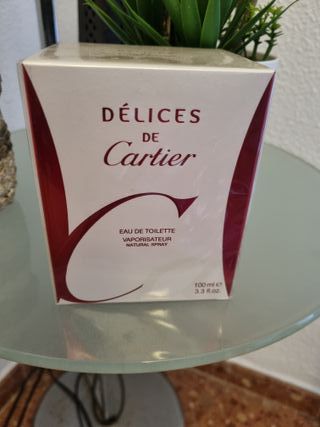 DÉLICES
DE
Cartier
EAU DE TOILETTE
VAPORISATEUR
NATURAL SPRAY
100 ml e
3.3 fl.oz.